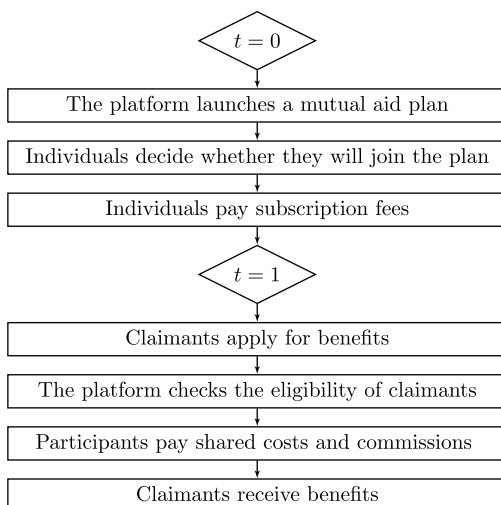 t = 0
The platform launches a mutual aid plan
Individuals decide whether they will join the plan
Individuals pay subscription fees
t = 1
Claimants apply for benefits
The platform checks the eligibility of claimants
Participants pay shared costs and commissions
Claimants receive benefits